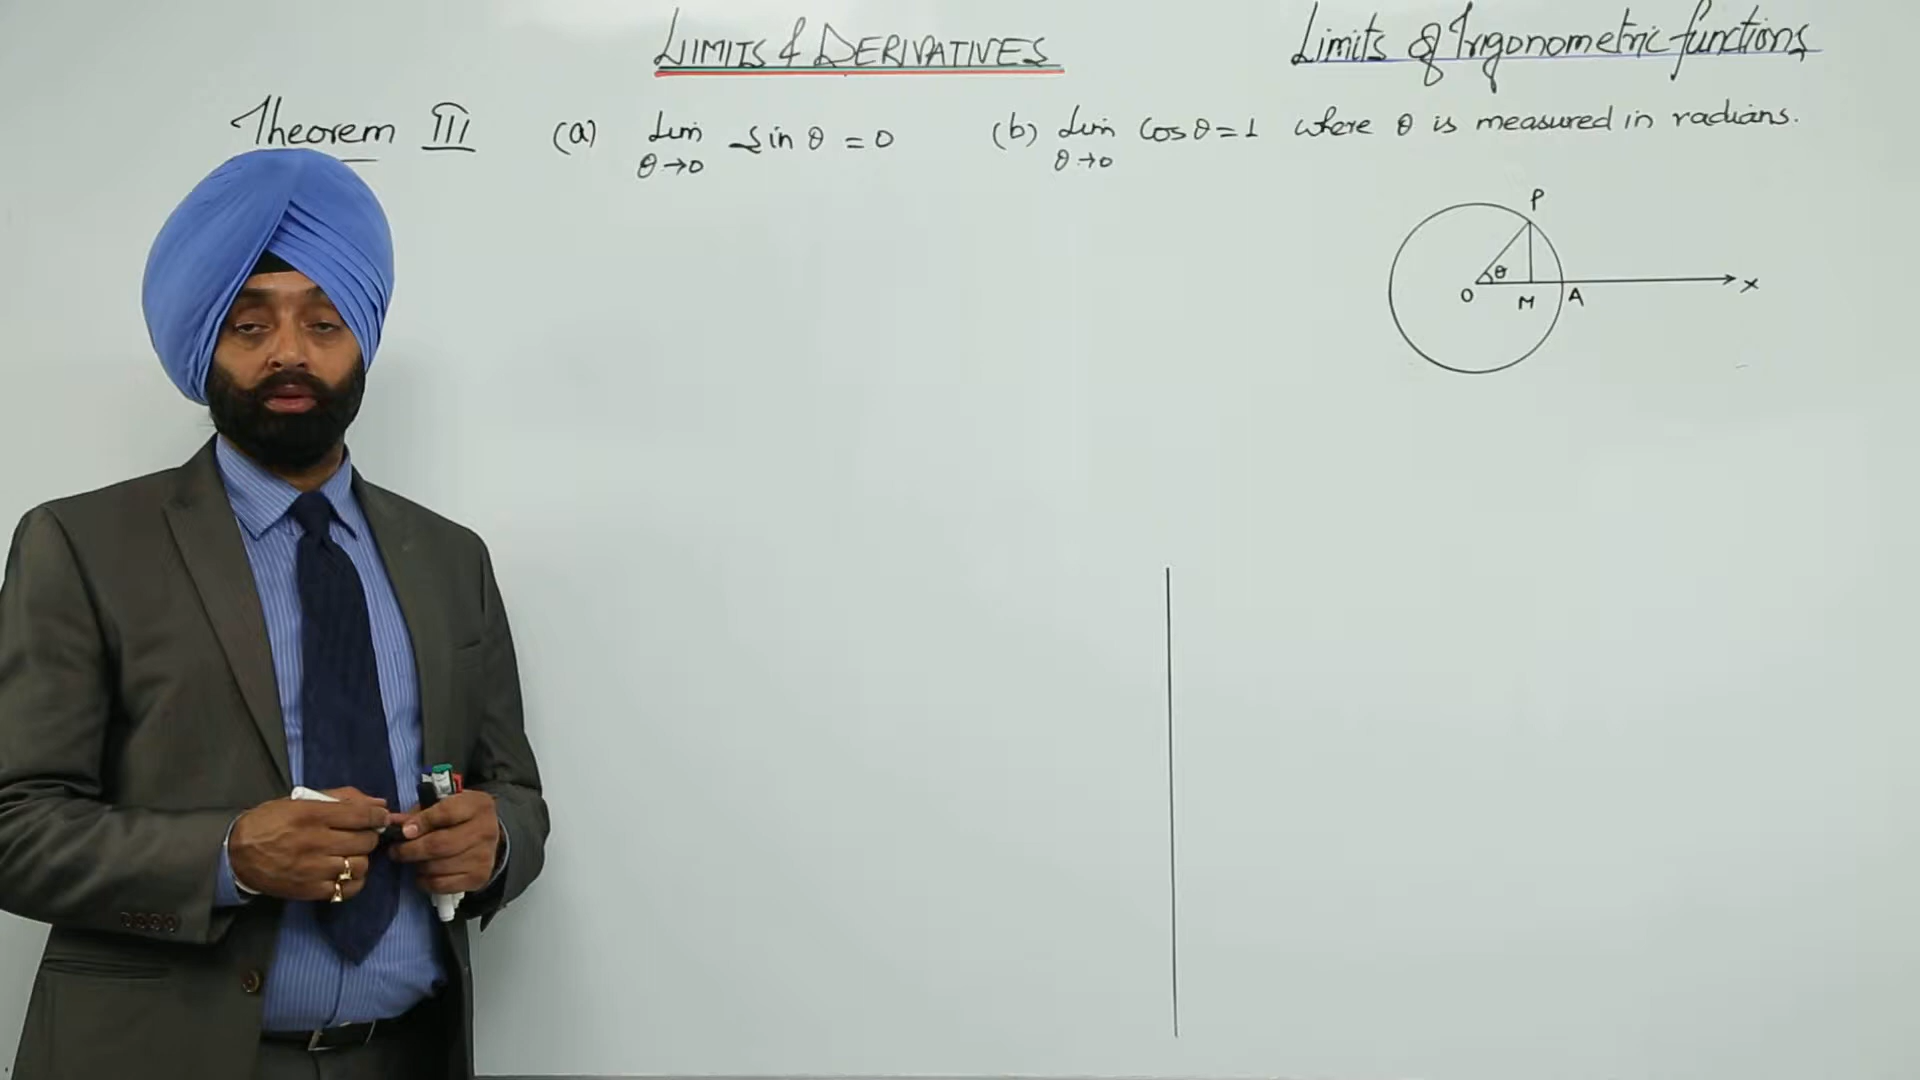 LIMITS & DERIVATIVES
Limits of Trigonometric functions
Theorem III (a) Lim θ→0 Sin θ = 0 (b) Lim θ→0 Cos θ = 1 where θ is measured in radians.
P
θ
O M A X